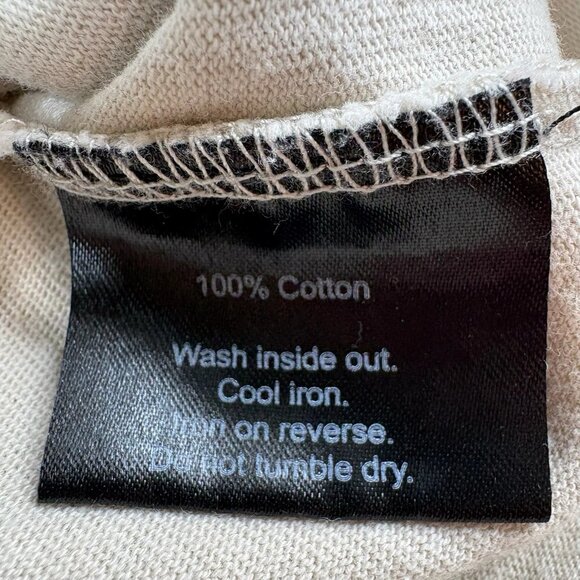 100% Cotton
Wash inside out.
Cool iron.
Iron on reverse.
Do not tumble dry.